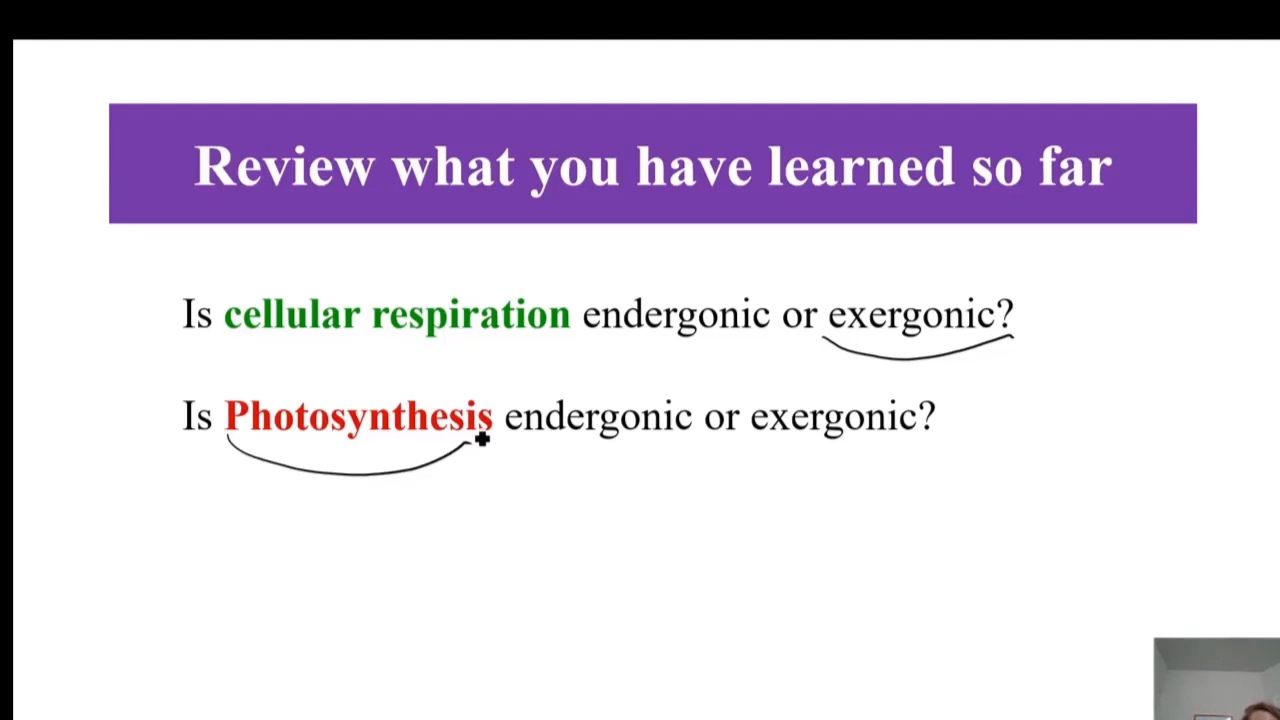 Review what you have learned so far
Is cellular respiration endergonic or exergonic?
Is Photosynthesis endergonic or exergonic?